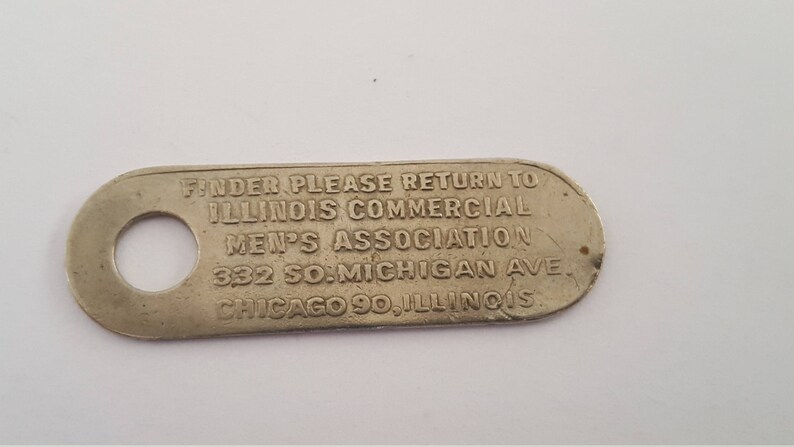 FINDER PLEASE RETURN TO
ILLINOIS COMMERCIAL
MEN'S ASSOCIATION
332 SO. MICHIGAN AVE.
CHICAGO 90, ILLINOIS